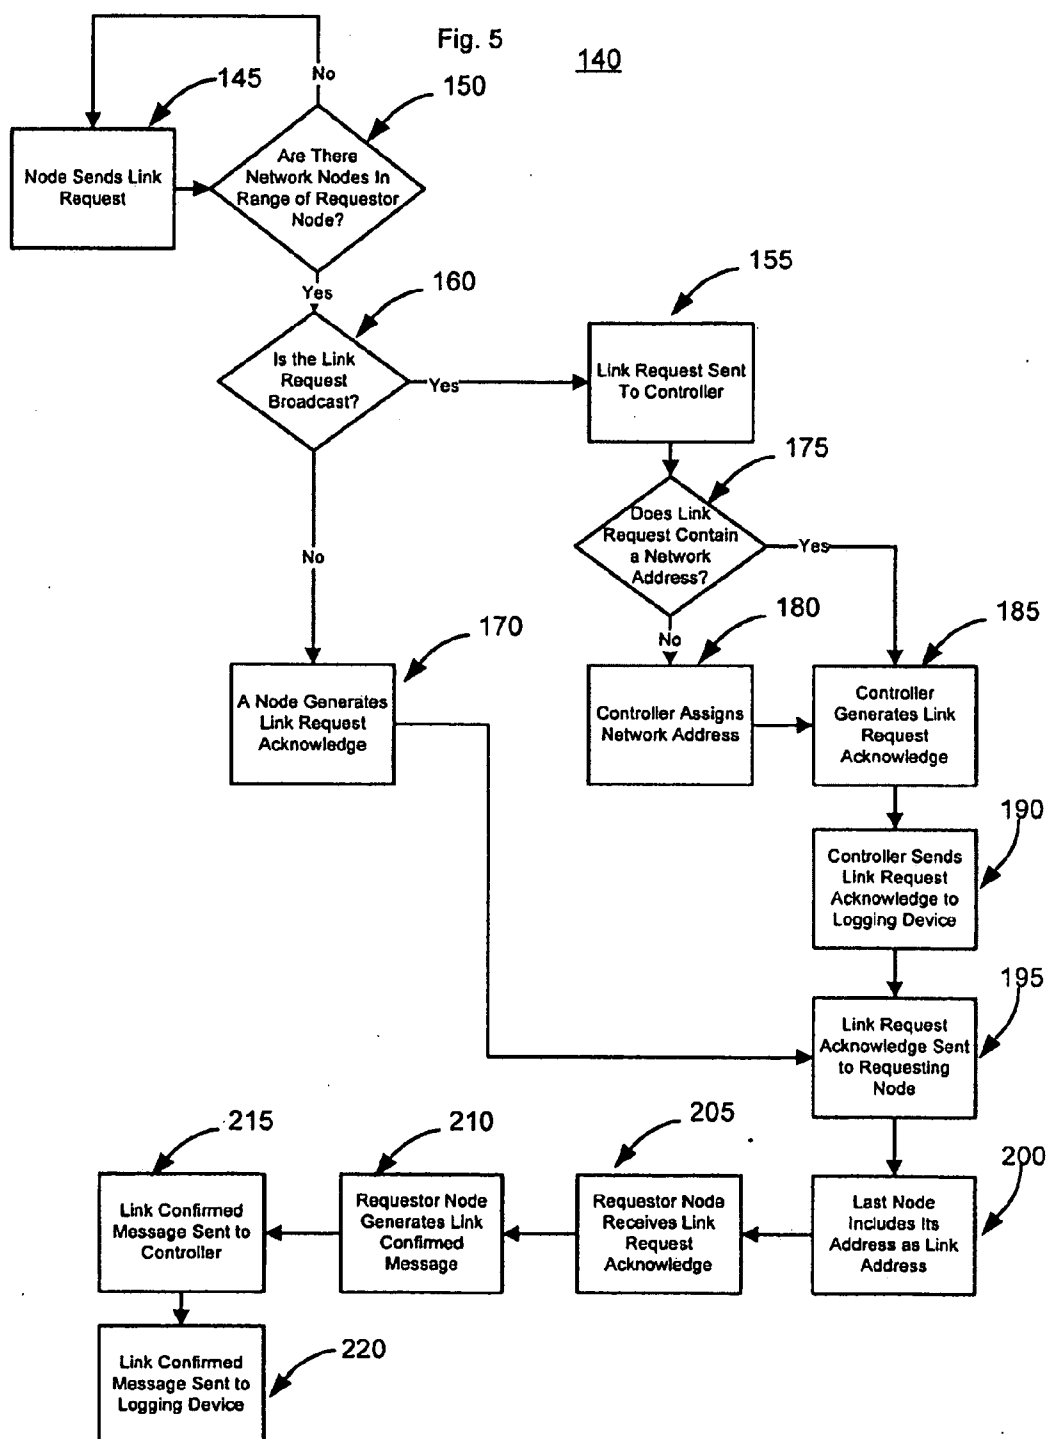 Fig. 5
140
No
145
150
Node Sends Link
Request
Are There
Network Nodes In
Range of Requestor
Node?
Yes
160
155
Is the Link
Request
Broadcast?
Yes
Link Request Sent
To Controller
175
Does Link
Request Contain
a Network
Address?
Yes
No
No
180
185
170
A Node Generates
Link Request
Acknowledge
Controller Assigns
Network Address
Controller
Generates Link
Request
Acknowledge
190
Controller Sends
Link Request
Acknowledge to
Logging Device
195
Link Request
Acknowledge Sent
to Requesting
Node
215
210
205
200
Link Confirmed
Message Sent to
Controller
Requestor Node
Generates Link
Confirmed
Message
Requestor Node
Receives Link
Request
Acknowledge
Last Node
Includes Its
Address as Link
Address
220
Link Confirmed
Message Sent to
Logging Device